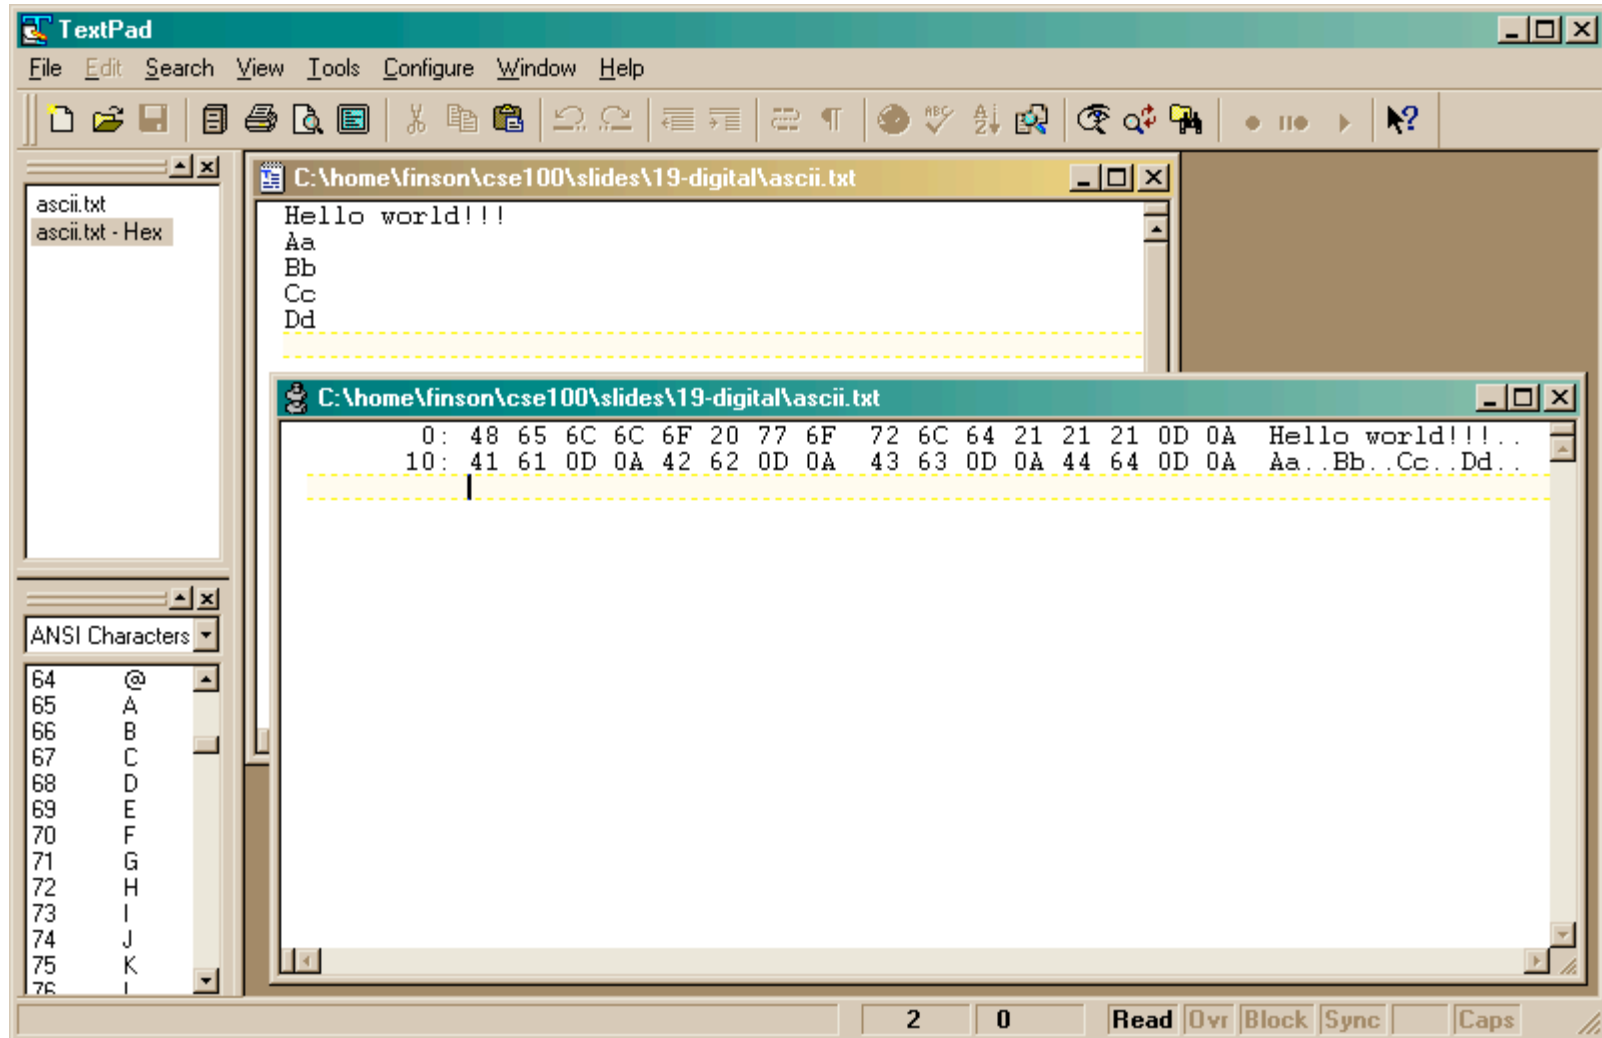 TextPad
File Edit Search View Tools Configure Window Help
ascii.txt
ascii.txt - Hex
C:\home\finson\cse100\slides\19-digital\ascii.txt
Hello world!!!
Aa
Bb
Cc
Dd
C:\home\finson\cse100\slides\19-digital\ascii.txt
0: 48 65 6C 6C 6F 20 77 6F 72 6C 64 21 21 21 0D 0A Hello world!!!..
10: 41 61 0D 0A 42 62 0D 0A 43 63 0D 0A 44 64 0D 0A Aa..Bb..Cc..Dd..
ANSI Characters
64 @
65 A
66 B
67 C
68 D
69 E
70 F
71 G
72 H
73 I
74 J
75 K
76
2 0 Read Ovr Block Sync Caps